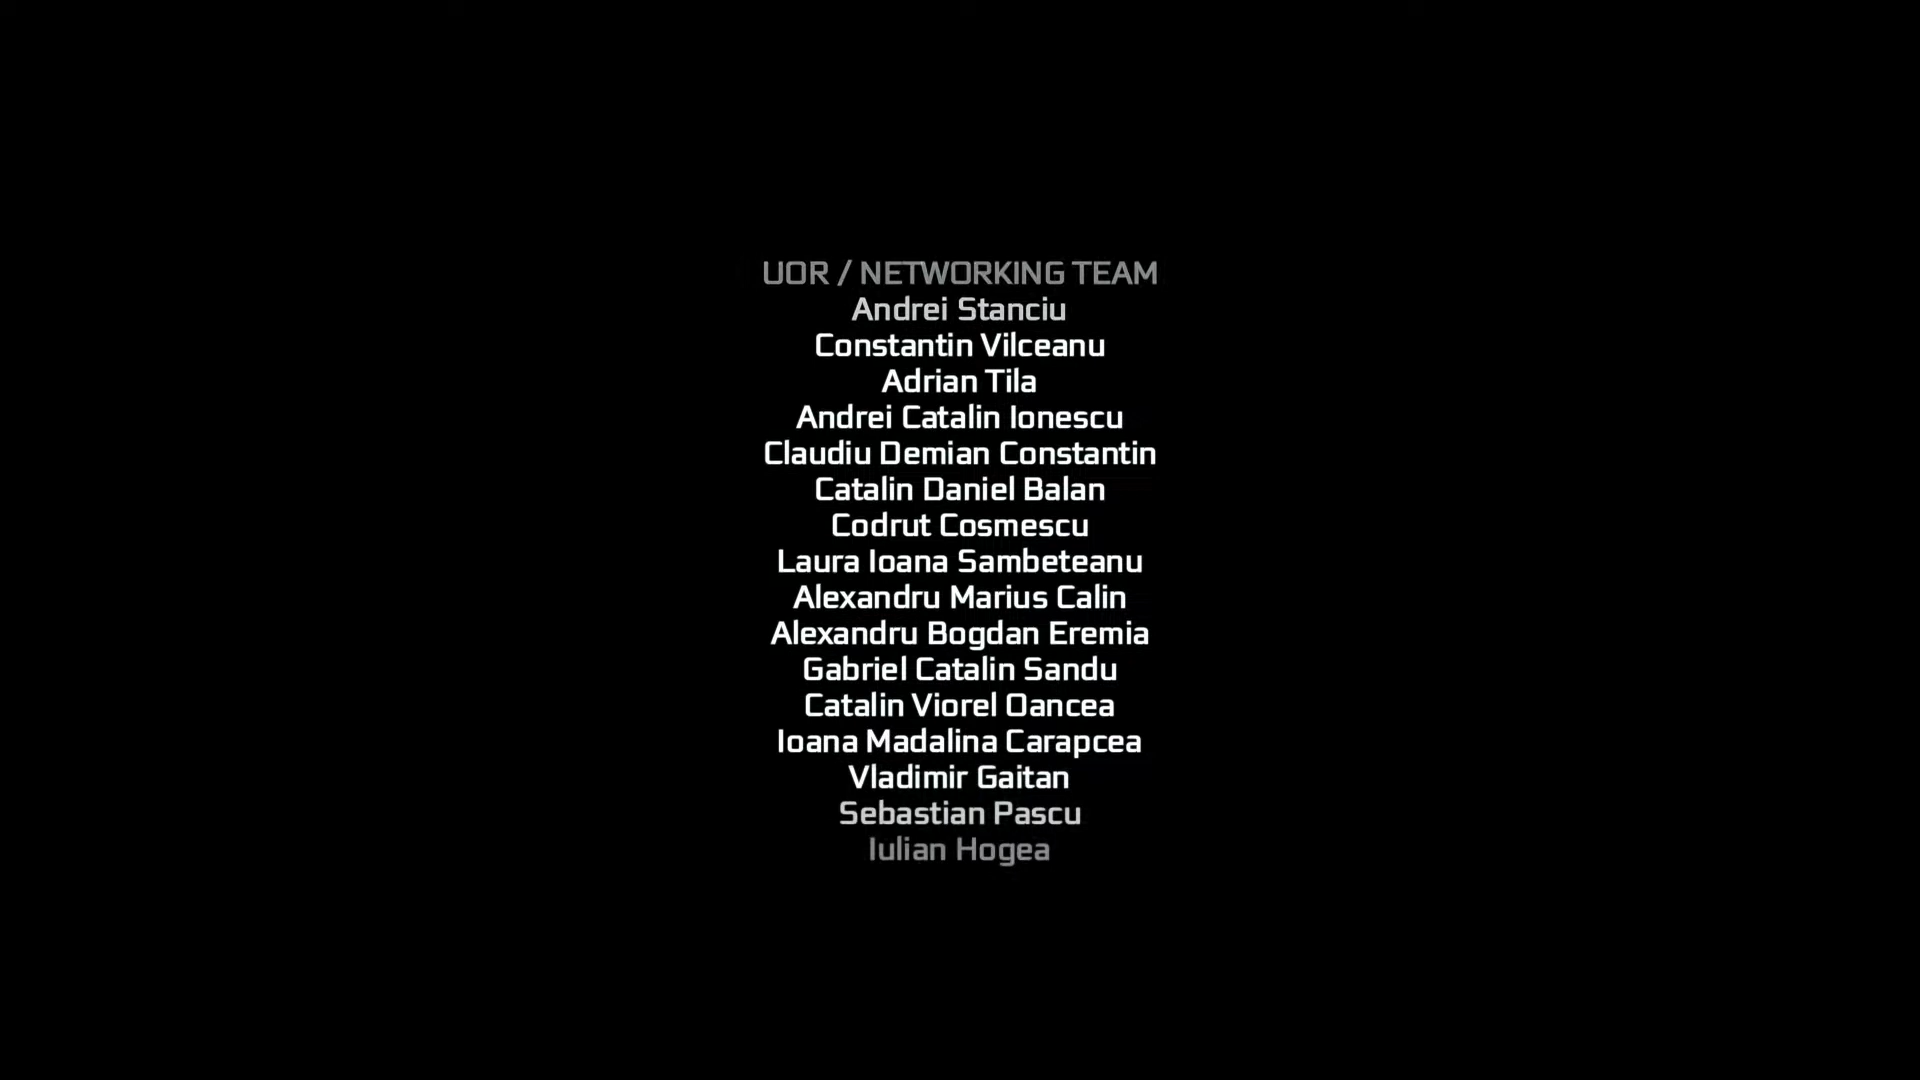 UOR / NETWORKING TEAM
Andrei Stanciu
Constantin Vilceanu
Adrian Tila
Andrei Catalin Ionescu
Claudiu Demian Constantin
Catalin Daniel Balan
Codrut Cosmescu
Laura Ioana Sambeteanu
Alexandru Marius Calin
Alexandru Bogdan Eremia
Gabriel Catalin Sandu
Catalin Viorel Oancea
Ioana Madalina Carapcea
Vladimir Gaitan
Sebastian Pascu
Iulian Hogea